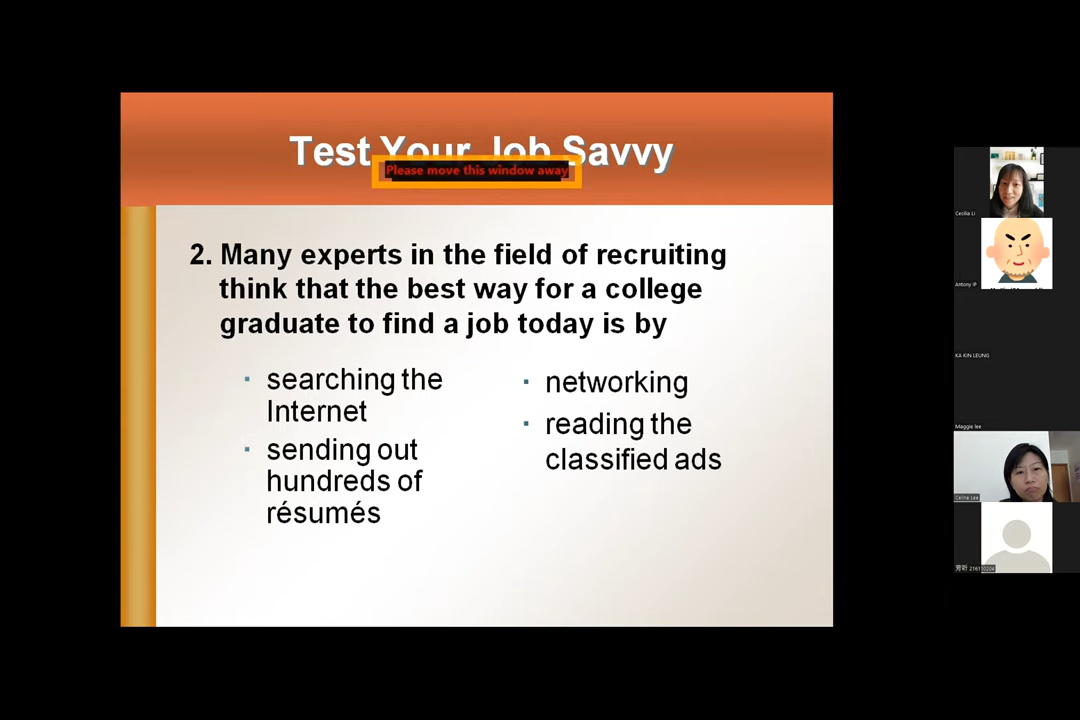 Test Your Job Savvy
Please move this window away
2. Many experts in the field of recruiting
think that the best way for a college
graduate to find a job today is by
▪ searching the
Internet
▪ sending out
hundreds of
résumés
▪ networking
▪ reading the
classified ads
Cecilia Li
Antony IP
KA KIN LEUNG
Maggie lee
Celine Lee